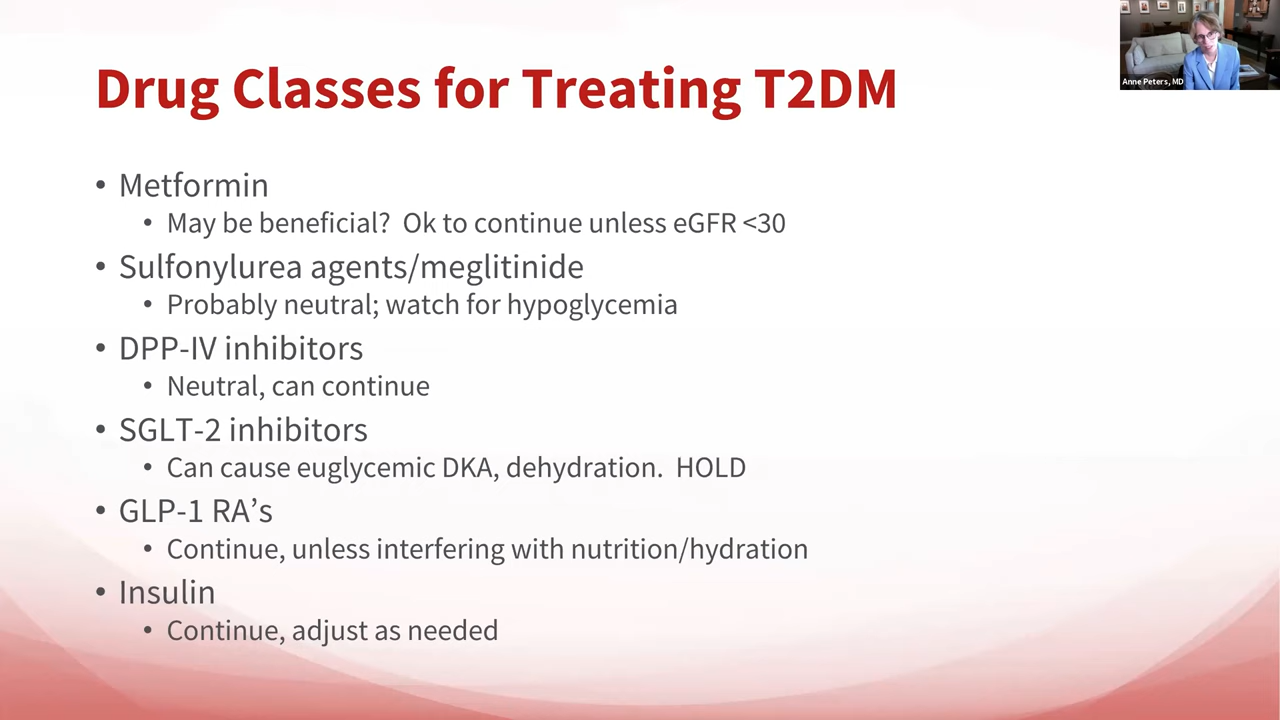 Drug Classes for Treating T2DM
Anne Peters, MD
• Metformin
• May be beneficial?  Ok to continue unless eGFR <30
• Sulfonylurea agents/meglitinide
• Probably neutral; watch for hypoglycemia
• DPP-IV inhibitors
• Neutral, can continue
• SGLT-2 inhibitors
• Can cause euglycemic DKA, dehydration.  HOLD
• GLP-1 RA’s
• Continue, unless interfering with nutrition/hydration
• Insulin
• Continue, adjust as needed